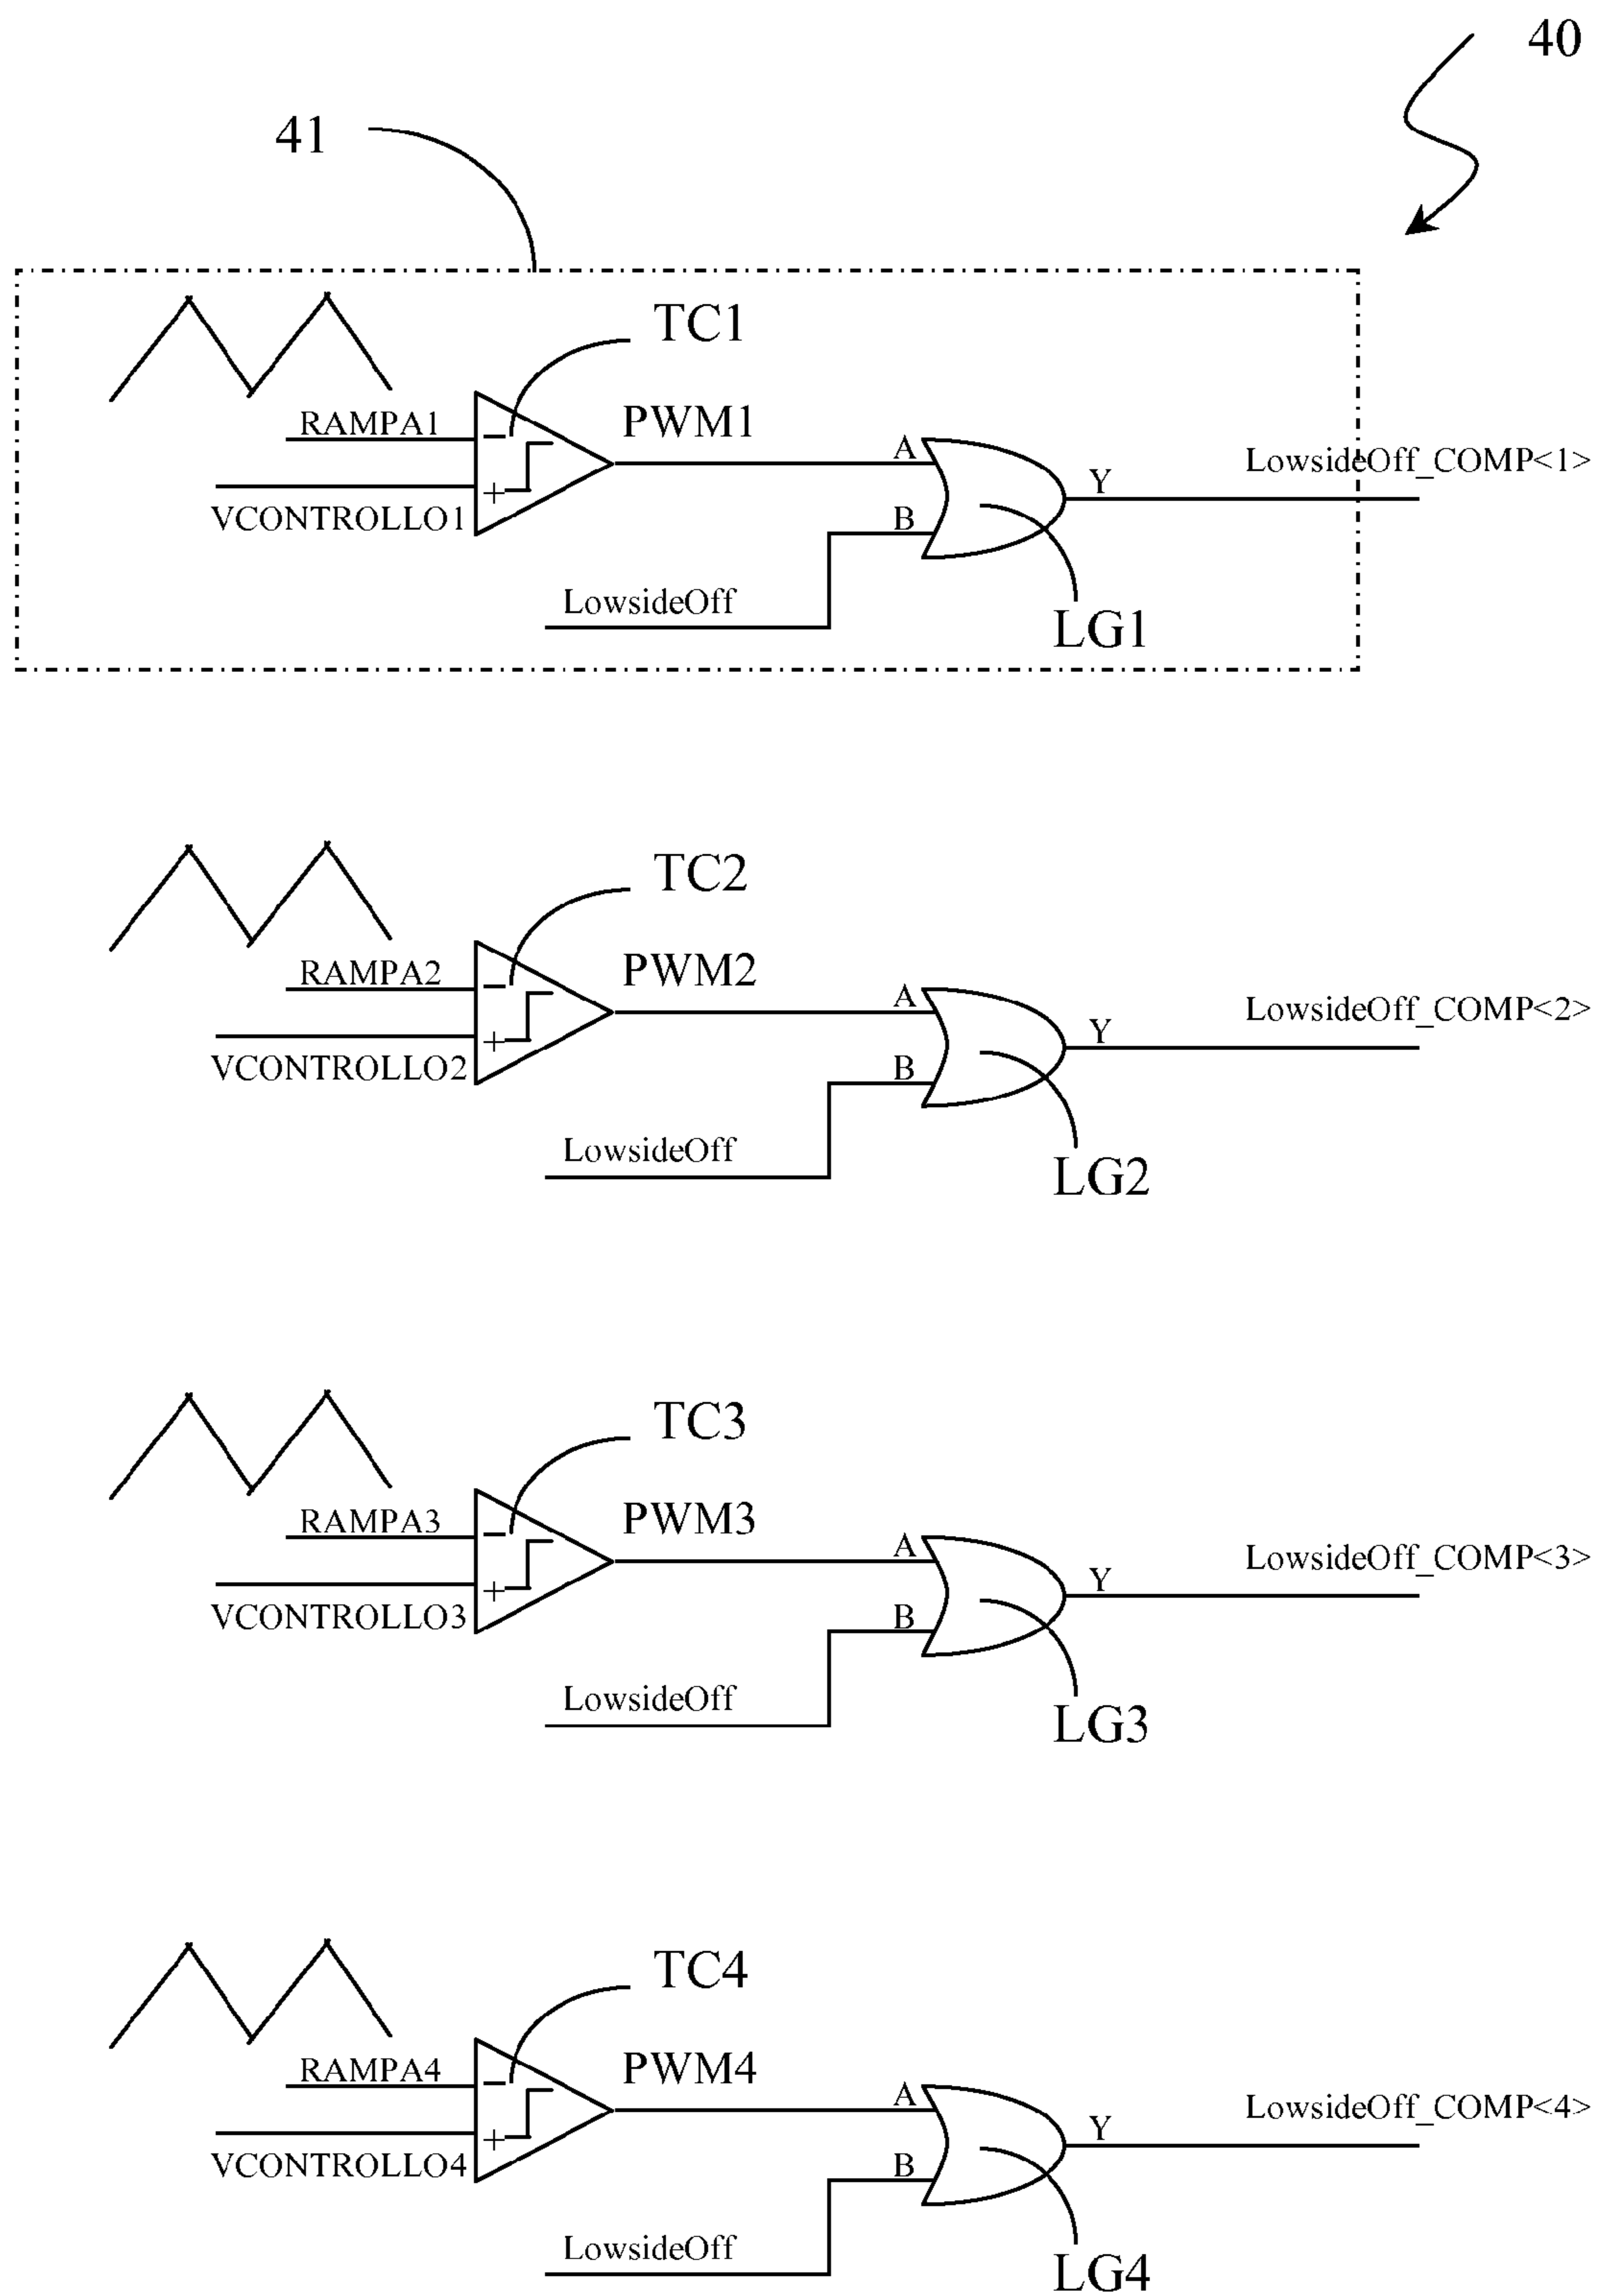 40
41
TC1
RAMPA1
PWM1
−
+
VCONTROLLO1
A
B
Y
LowsideOff_COMP<1>
LowsideOff
LG1
TC2
RAMPA2
PWM2
−
+
VCONTROLLO2
A
B
Y
LowsideOff_COMP<2>
LowsideOff
LG2
TC3
RAMPA3
PWM3
−
+
VCONTROLLO3
A
B
Y
LowsideOff_COMP<3>
LowsideOff
LG3
TC4
RAMPA4
PWM4
−
+
VCONTROLLO4
A
B
Y
LowsideOff_COMP<4>
LowsideOff
LG4